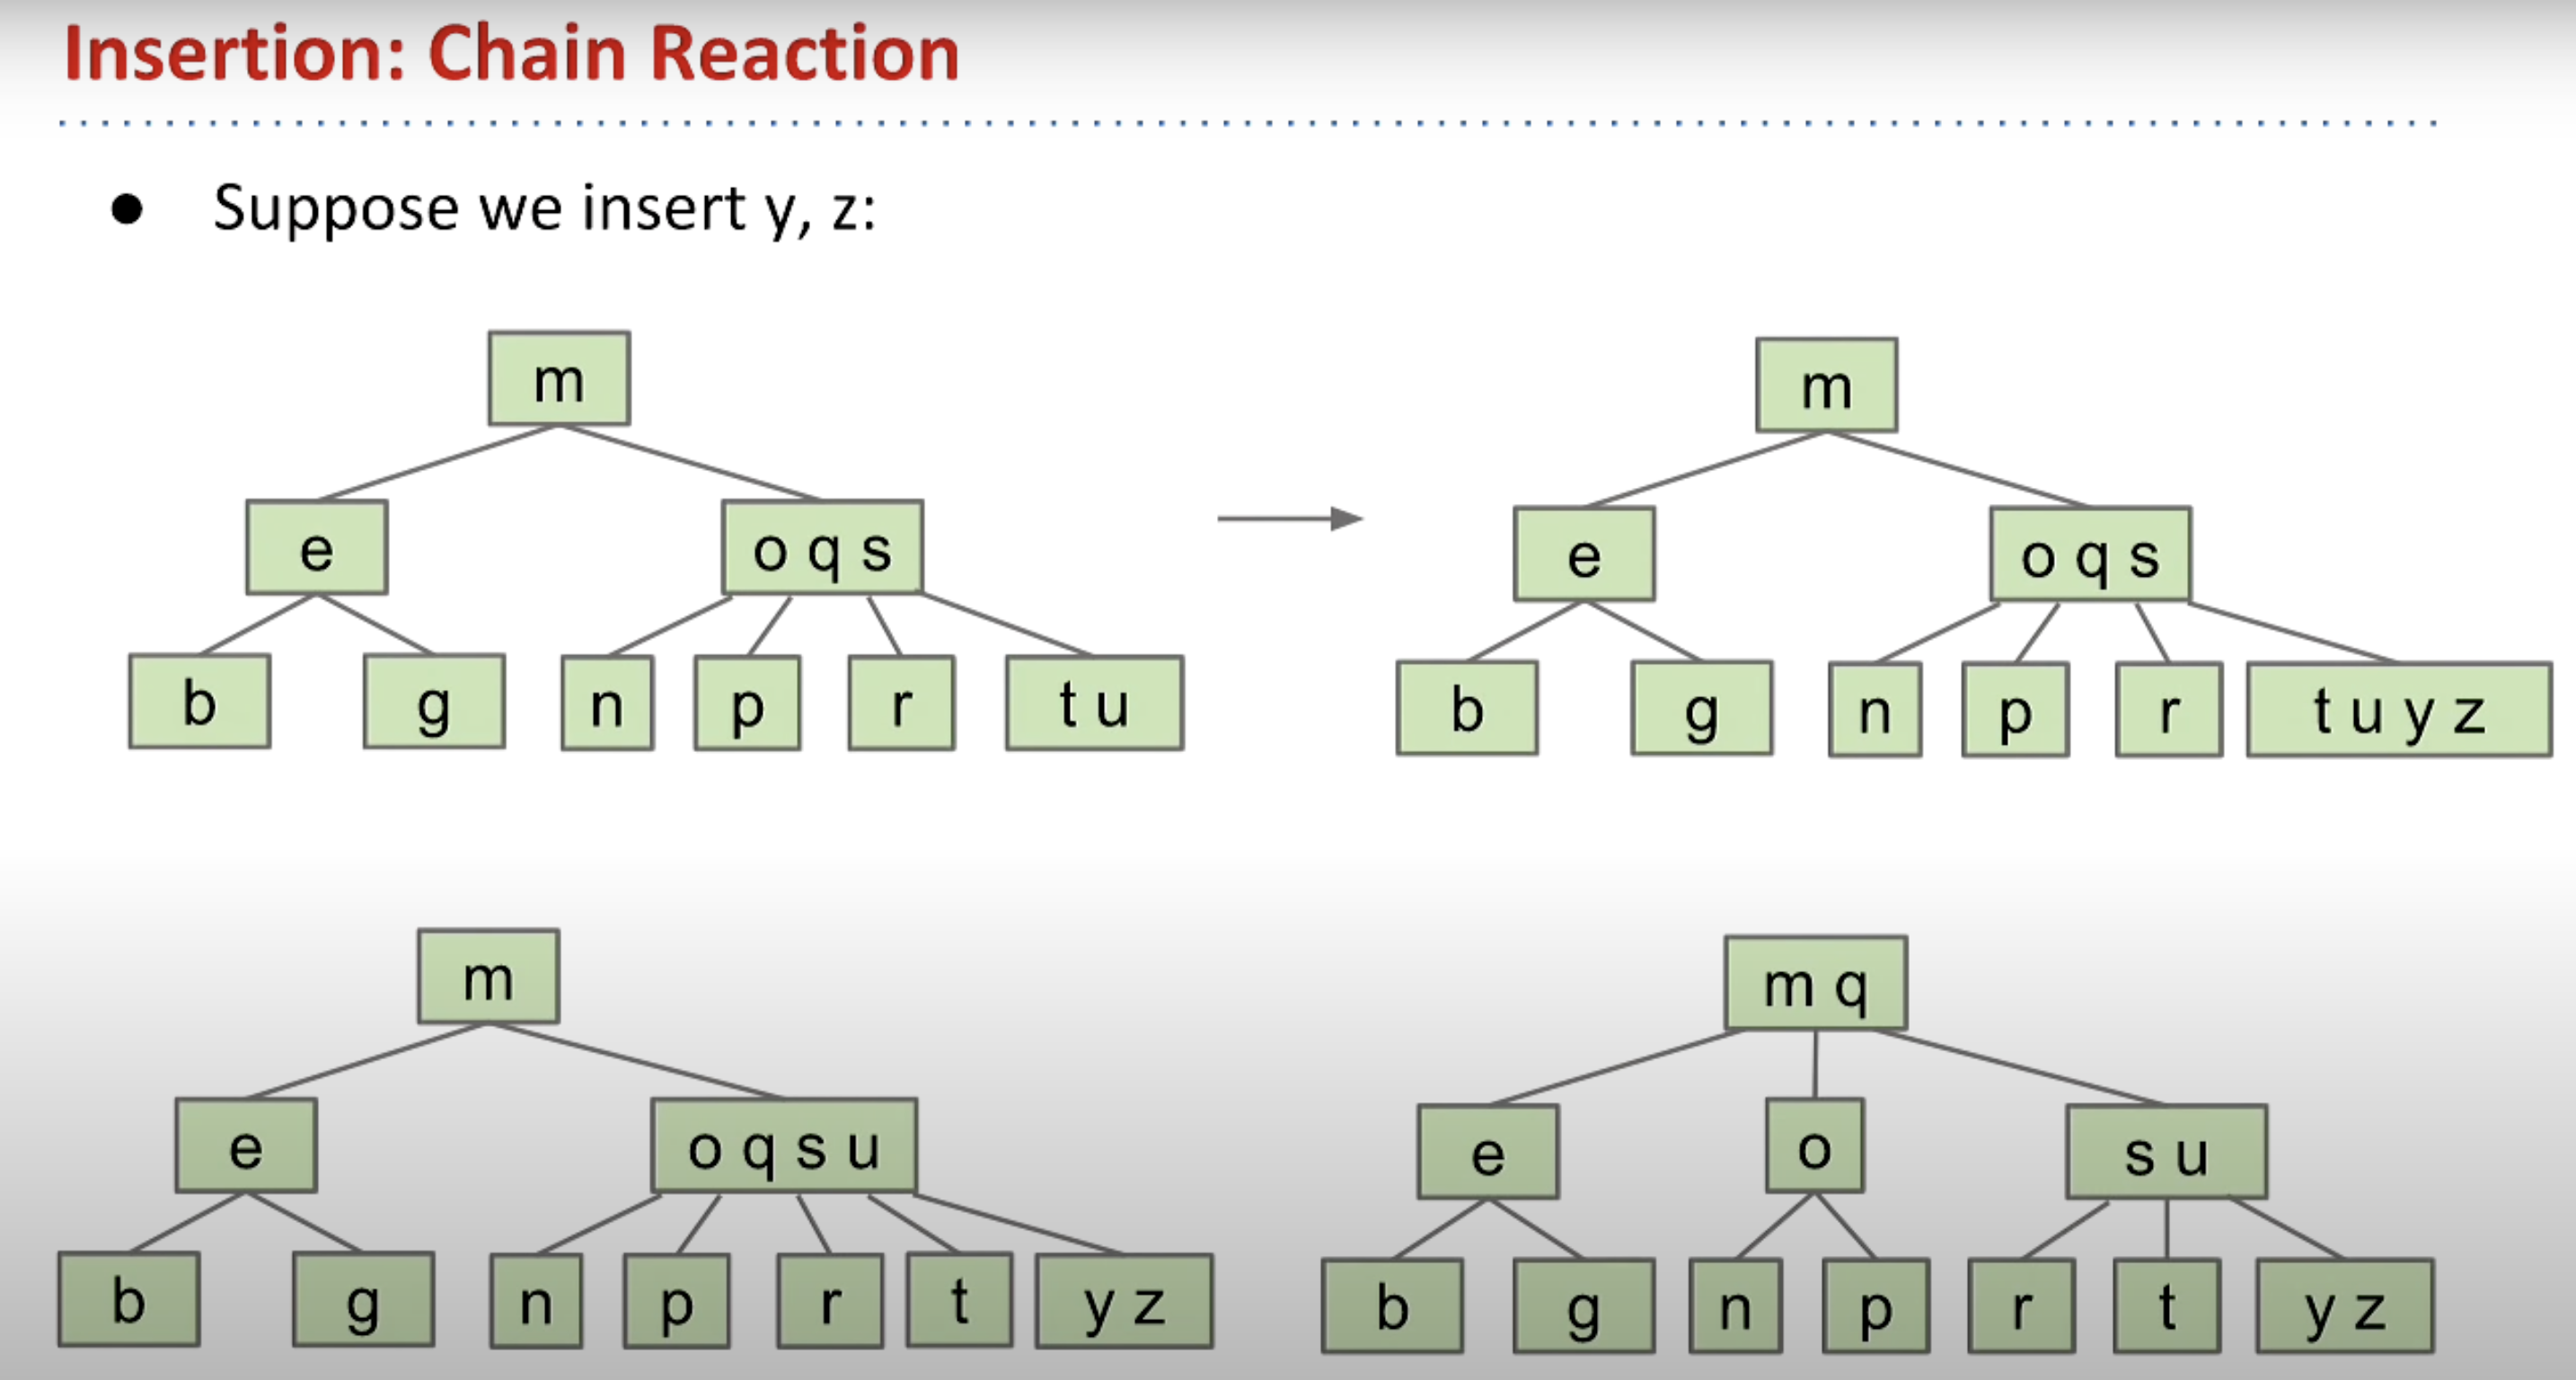 Insertion: Chain Reaction
● Suppose we insert y, z:
m
e
o q s
b
g
n
p
r
t u
m
e
o q s
b
g
n
p
r
t u y z
m
e
o q s u
b
g
n
p
r
t
y z
m q
e
o
s u
b
g
n
p
r
t
y z